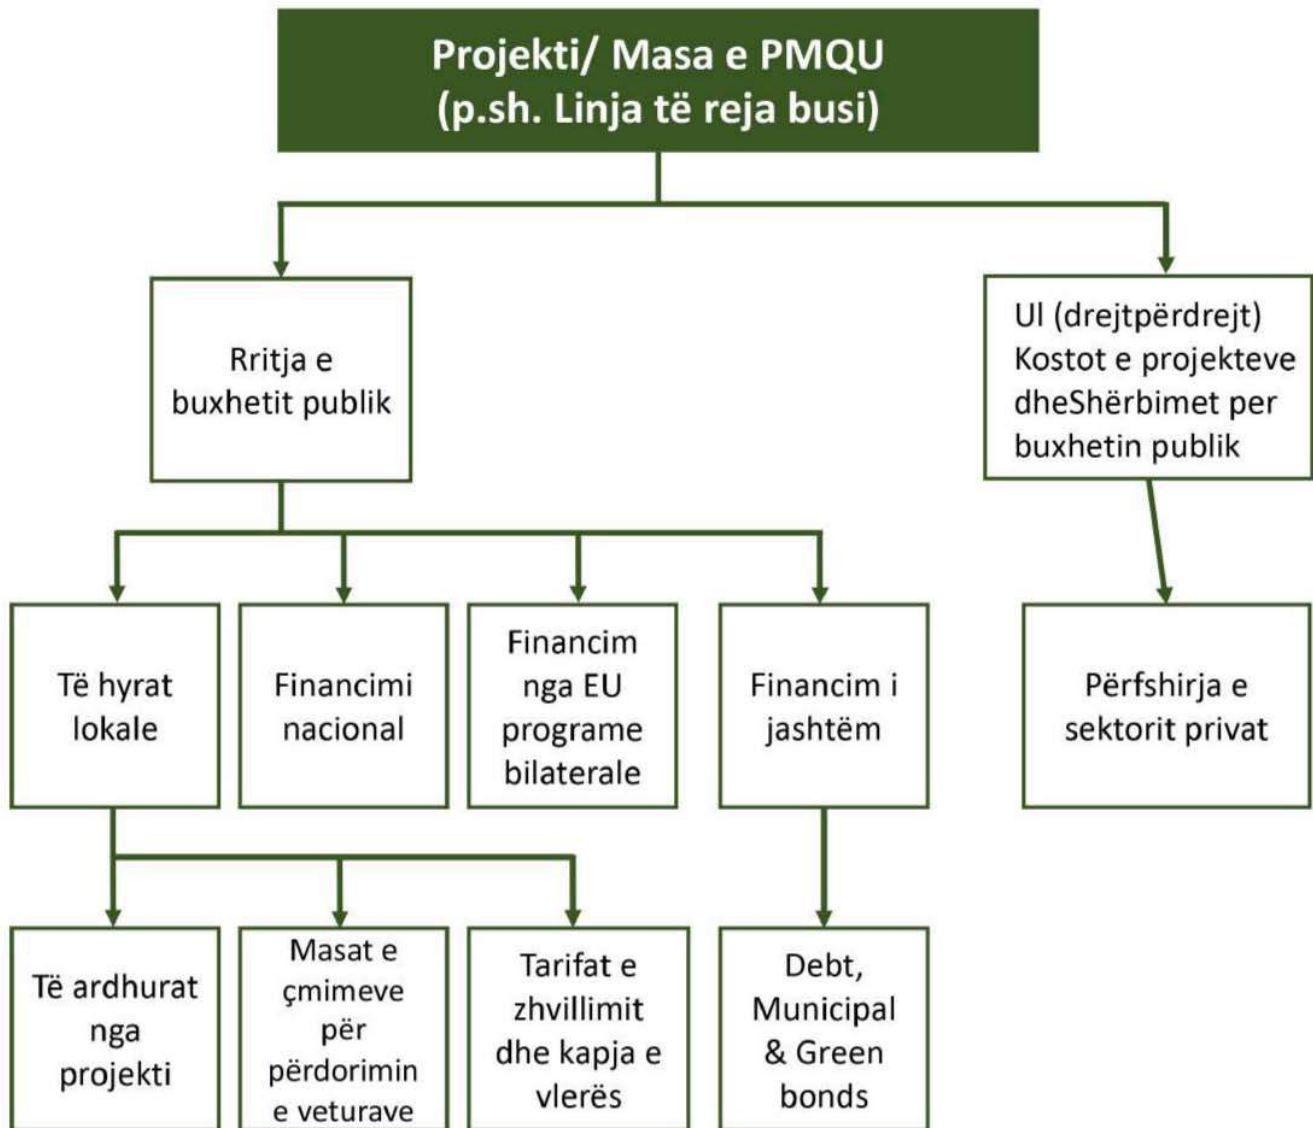 Projekti/ Masa e PMQU
(p.sh. Linja të reja busi)
Rritja e
buxhetit publik
Ul (drejtpërdrejt)
Kostot e projekteve
dheShërbimet per
buxhetin publik
Të hyrat
lokale
Financimi
nacional
Financim
nga EU
programe
bilaterale
Financim i
jashtëm
Përfshirja e
sektorit privat
Të ardhurat
nga
projekti
Masat e
çmimeve
për
përdorimin
e veturave
Tarifat e
zhvillimit
dhe kapja e
vlerës
Debt,
Municipal
& Green
bonds